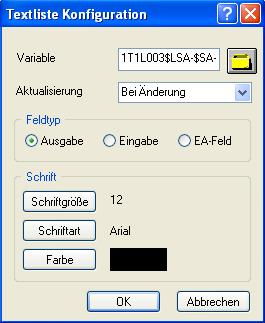 Textliste Konfiguration
Variable 1T1L003$LSA-$SA-
Aktualisierung Bei Änderung
Feldtyp
Ausgabe Eingabe EA-Feld
Schrift
Schriftgröße 12
Schriftart Arial
Farbe
OK Abbrechen